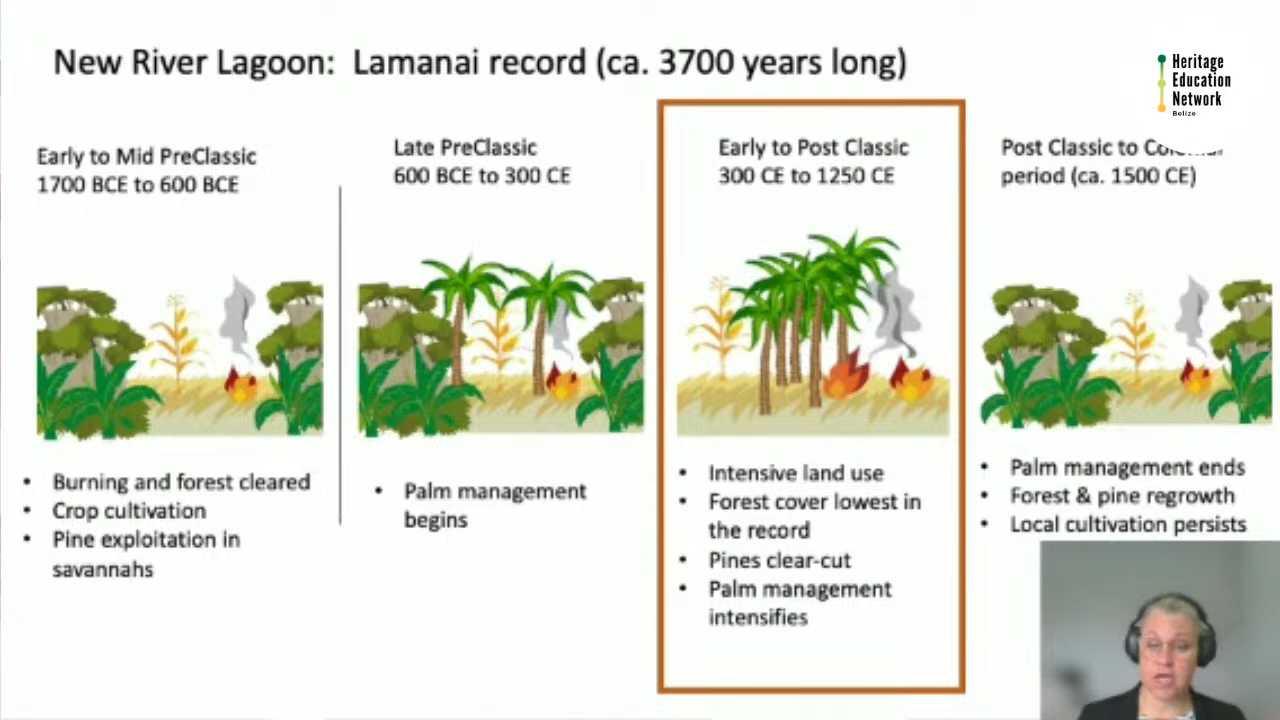 New River Lagoon:  Lamanai record (ca. 3700 years long)
Heritage
Education
Network
Belize
Early to Mid PreClassic
1700 BCE to 600 BCE
• Burning and forest cleared
• Crop cultivation
• Pine exploitation in
savannahs
Late PreClassic
600 BCE to 300 CE
• Palm management
begins
Early to Post Classic
300 CE to 1250 CE
• Intensive land use
• Forest cover lowest in
the record
• Pines clear-cut
• Palm management
intensifies
Post Classic to
period (ca. 1500 CE)
• Palm management ends
• Forest & pine regrowth
• Local cultivation persists